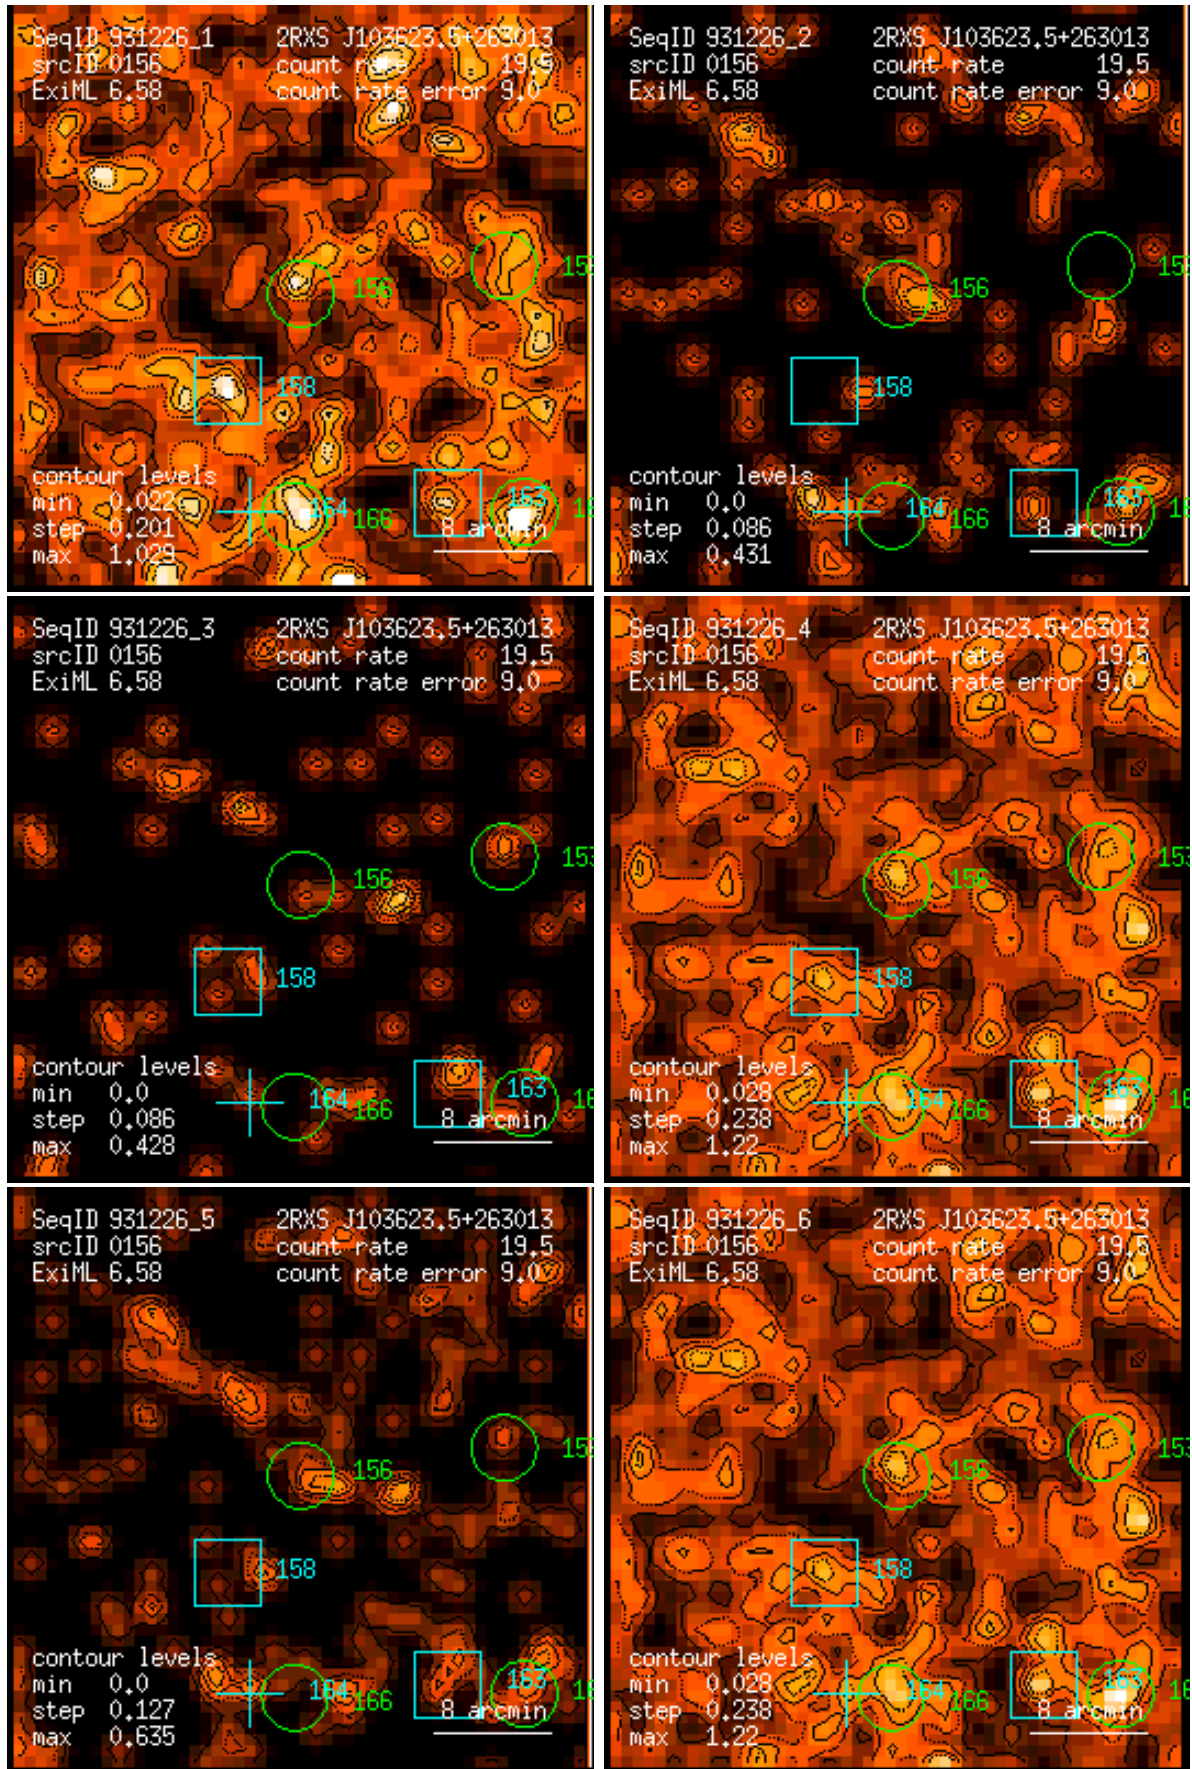 SeqID 931226_1 2RXS J103623.5+263013
srcID 0156 count rate 19.5
ExiML 6.58 count rate error 9.0
156
158
contour levels
min 0.022
step 0.201
max 1.029
164
166
163
8 arcmin
SeqID 931226_2 2RXS J103623.5+263013
srcID 0156 count rate 19.5
ExiML 6.58 count rate error 9.0
156
158
contour levels
min 0.0
step 0.086
max 0.431
164
166
163
8 arcmin
SeqID 931226_3 2RXS J103623.5+263013
srcID 0156 count rate 19.5
ExiML 6.58 count rate error 9.0
153
156
158
contour levels
min 0.0
step 0.086
max 0.428
164
166
163
8 arcmin
SeqID 931226_4 2RXS J103623.5+263013
srcID 0156 count rate 19.5
ExiML 6.58 count rate error 9.0
153
156
158
contour levels
min 0.028
step 0.238
max 1.22
164
166
163
8 arcmin
SeqID 931226_5 2RXS J103623.5+263013
srcID 0156 count rate 19.5
ExiML 6.58 count rate error 9.0
156
158
contour levels
min 0.0
step 0.127
max 0.635
164
166
163
8 arcmin
SeqID 931226_6 2RXS J103623.5+263013
srcID 0156 count rate 19.5
ExiML 6.58 count rate error 9.0
153
156
158
contour levels
min 0.028
step 0.238
max 1.22
164
166
163
8 arcmin